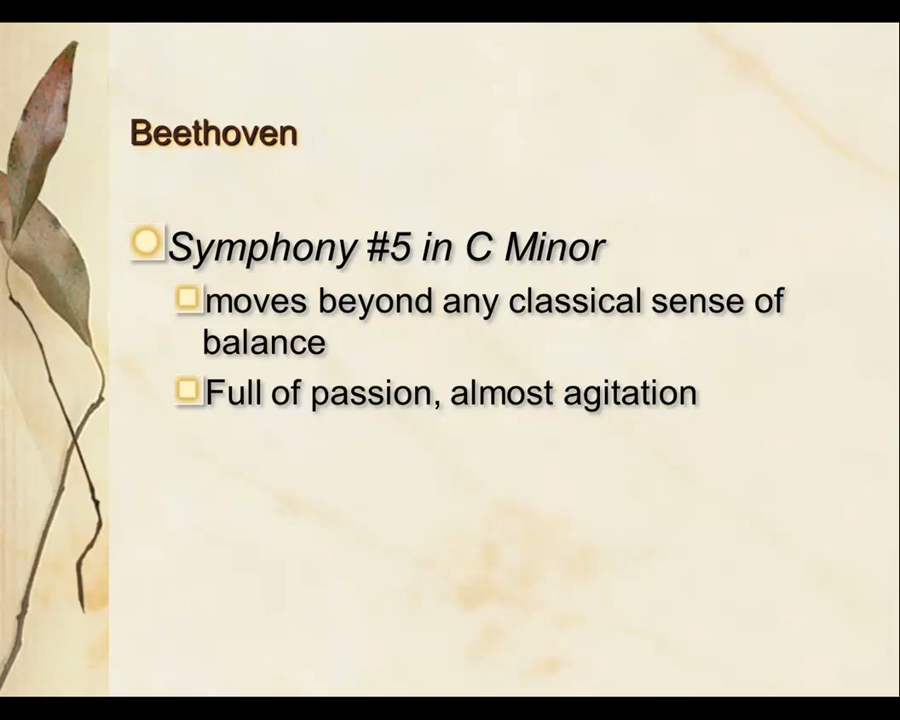 Beethoven
Symphony #5 in C Minor
moves beyond any classical sense of
balance
Full of passion, almost agitation